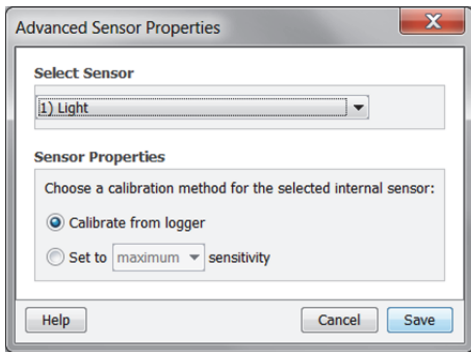 Advanced Sensor Properties
X
Select Sensor
1) Light
Sensor Properties
Choose a calibration method for the selected internal sensor:
Calibrate from logger
Set to maximum sensitivity
Help Cancel Save